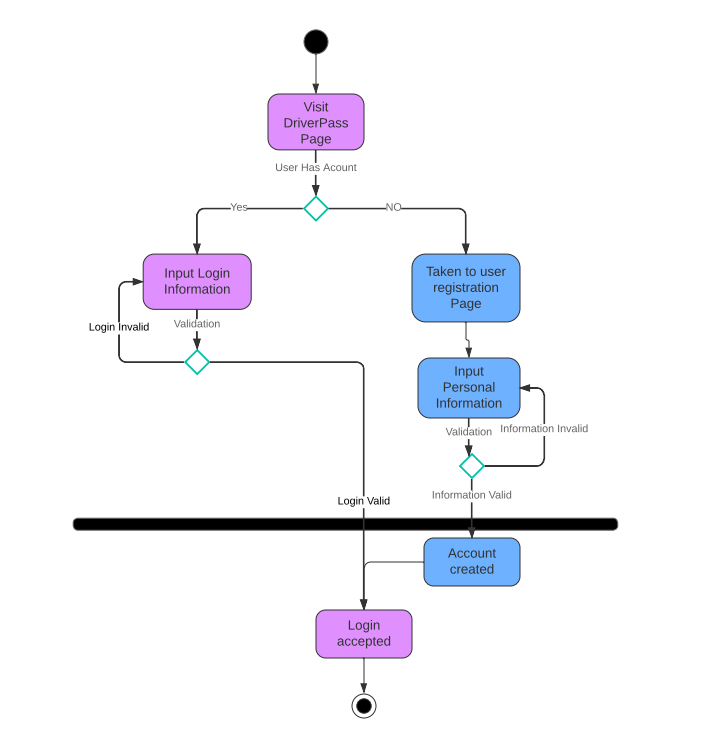 Visit
DriverPass
Page
User Has Acount
Yes
NO
Input Login
Information
Taken to user
registration
Page
Login Invalid
Validation
Input
Personal
Information
Validation
Information Invalid
Information Valid
Login Valid
Account
created
Login
accepted